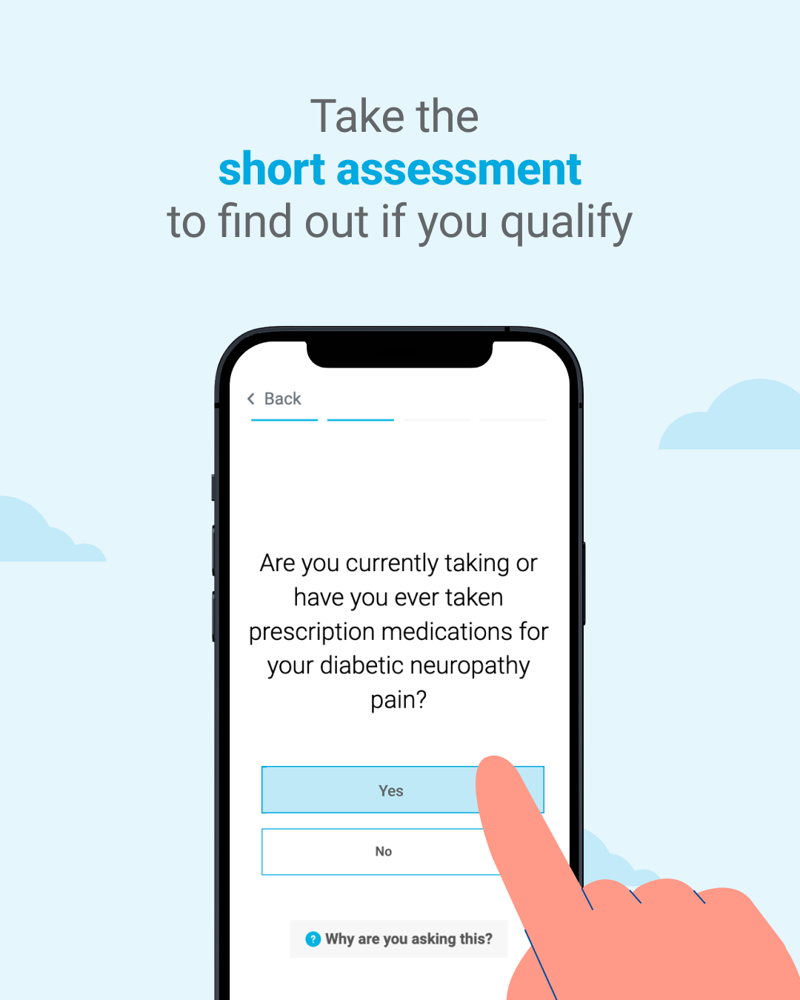 Take the
short assessment
to find out if you qualify
Back
Are you currently taking or
have you ever taken
prescription medications for
your diabetic neuropathy
pain?
Yes
No
? Why are you asking this?